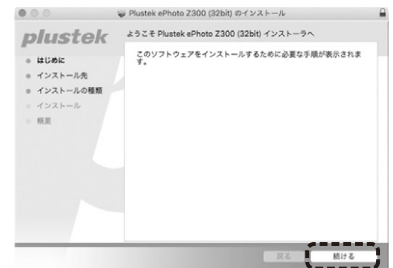 Plustek ePhoto Z300 (32bit) のインストール
plustek
ようこそ Plustek ePhoto Z300 (32bit) インストーラへ
はじめに
インストール先
インストールの種類
インストール
概要
このソフトウェアをインストールするために必要な手順が表示されま
す。
戻る
続ける